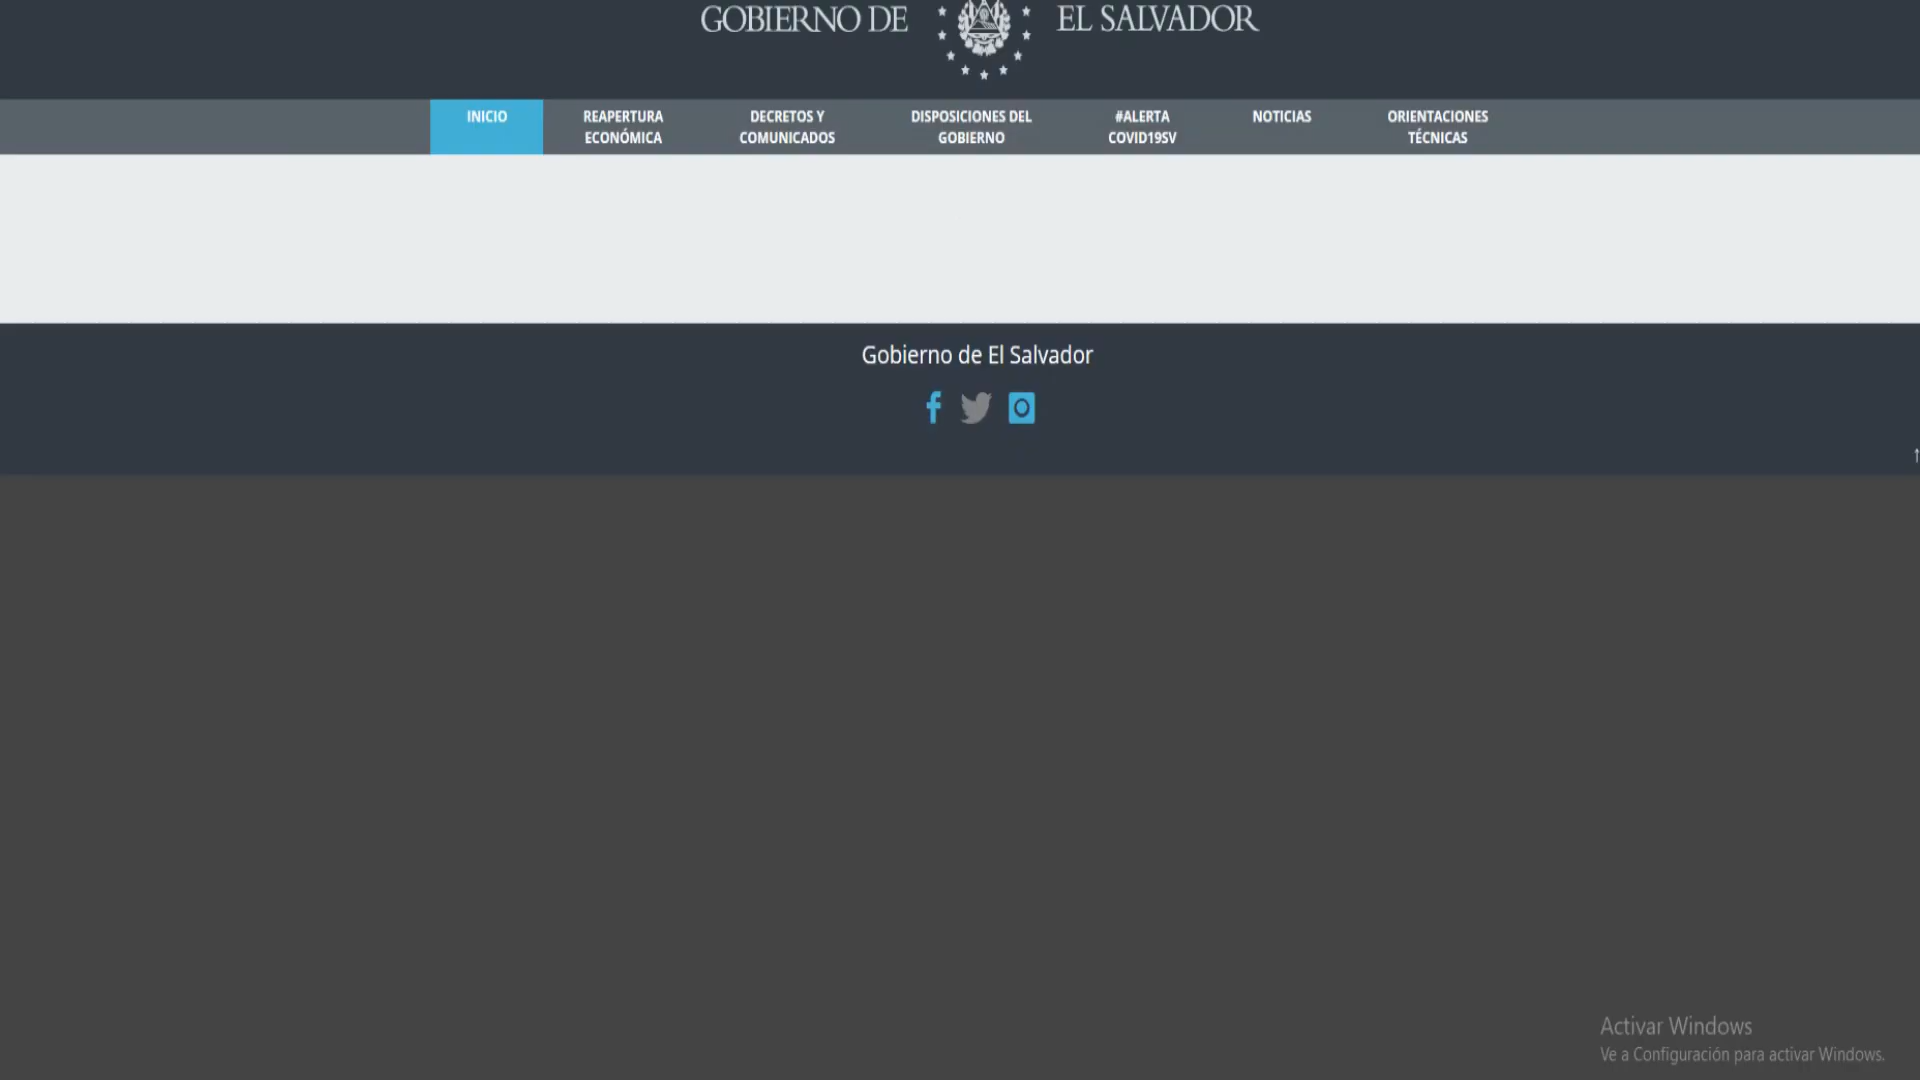 GOBIERNO DE EL SALVADOR
INICIO
REAPERTURA
ECONÓMICA
DECRETOS Y
COMUNICADOS
DISPOSICIONES DEL
GOBIERNO
#ALERTA
COVID19SV
NOTICIAS
ORIENTACIONES
TÉCNICAS
Gobierno de El Salvador
↑
Activar Windows
Ve a Configuración para activar Windows.